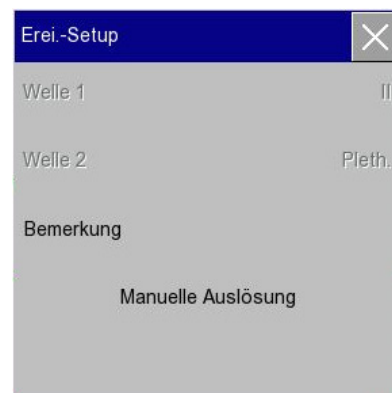 Erei.-Setup
Welle 1 II
Welle 2 Pleth.
Bemerkung
Manuelle Auslösung